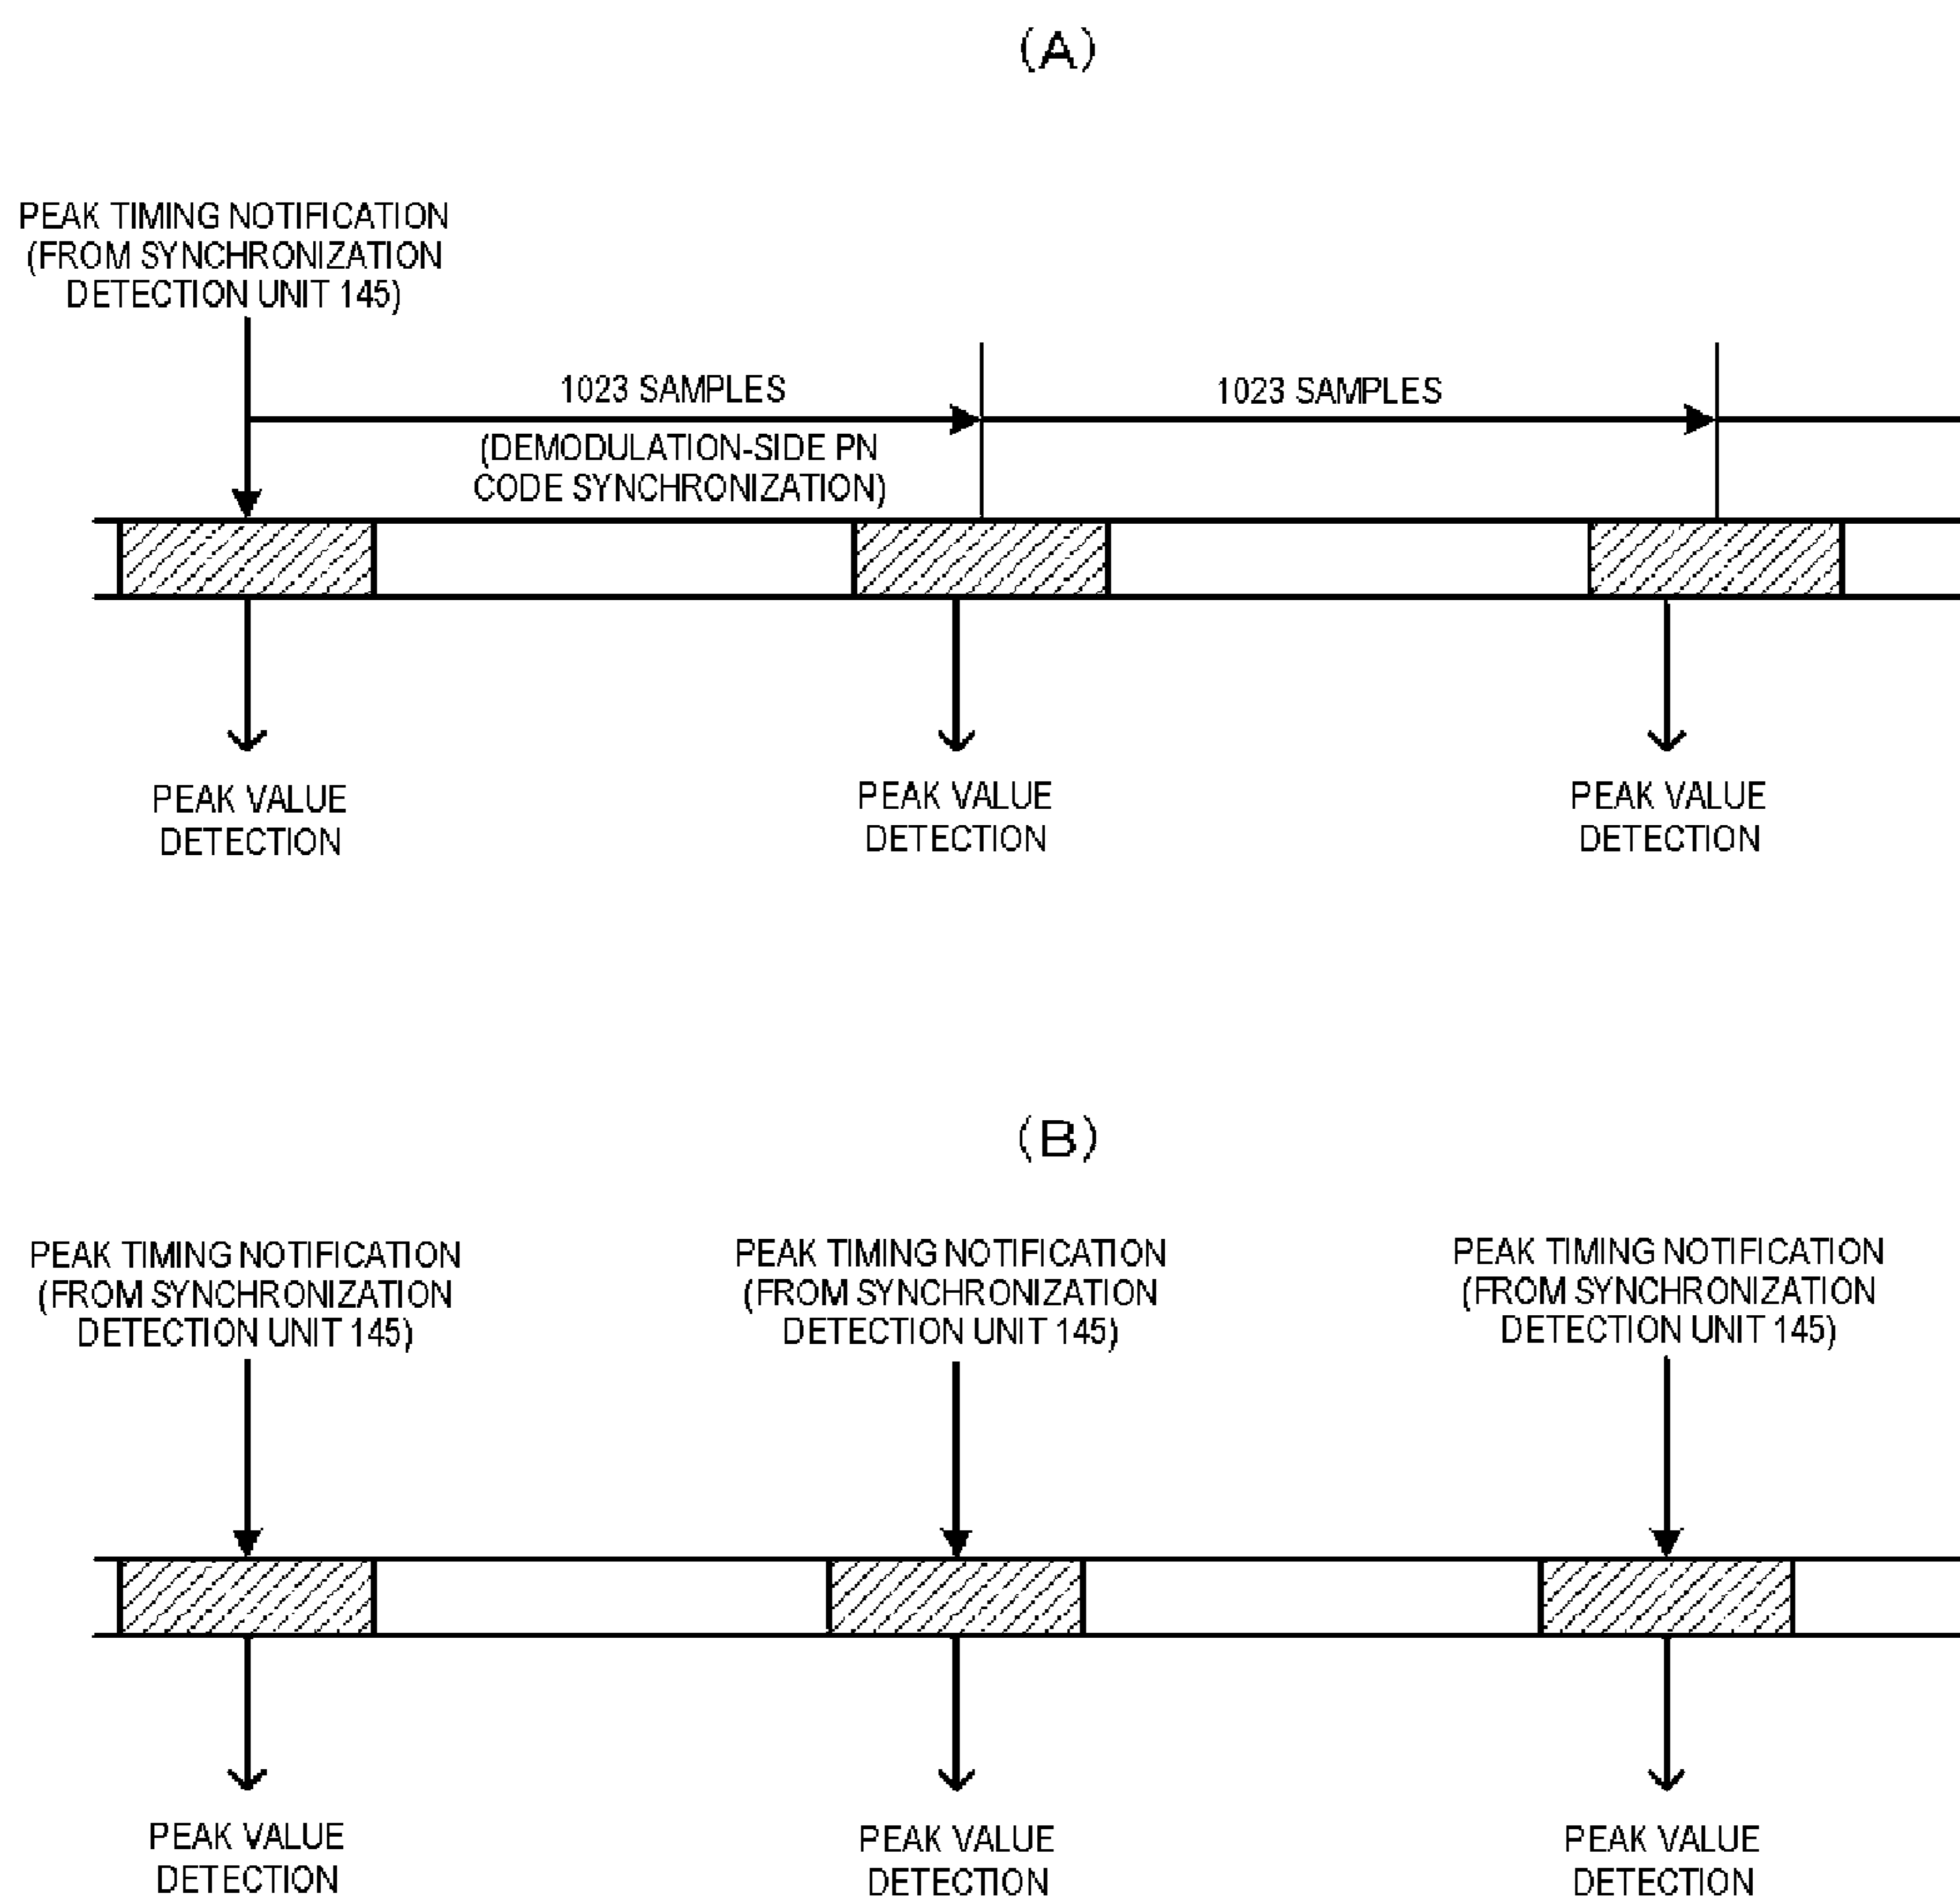 (A)
PEAK TIMING NOTIFICATION
(FROM SYNCHRONIZATION
DETECTION UNIT 145)
1023 SAMPLES
1023 SAMPLES
(DEMODULATION-SIDE PN
CODE SYNCHRONIZATION)
PEAK VALUE
DETECTION
PEAK VALUE
DETECTION
PEAK VALUE
DETECTION
(B)
PEAK TIMING NOTIFICATION
(FROM SYNCHRONIZATION
DETECTION UNIT 145)
PEAK TIMING NOTIFICATION
(FROM SYNCHRONIZATION
DETECTION UNIT 145)
PEAK TIMING NOTIFICATION
(FROM SYNCHRONIZATION
DETECTION UNIT 145)
PEAK VALUE
DETECTION
PEAK VALUE
DETECTION
PEAK VALUE
DETECTION